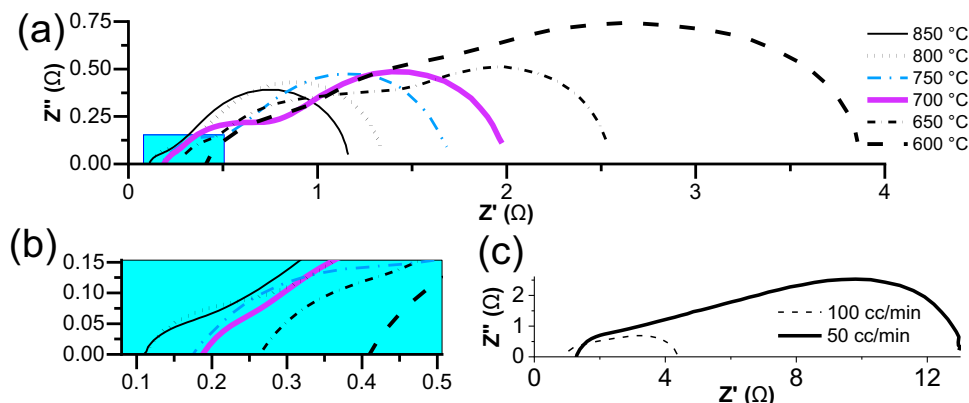 (a)
Z'' (Ω)
0.75
0.50
0.25
0.00
0
1
2
3
4
Z' (Ω)
850 °C
800 °C
750 °C
700 °C
650 °C
600 °C
(b)
0.15
0.10
0.05
0.00
0.1
0.2
0.3
0.4
0.5
(c)
Z'' (Ω)
2
1
0
0
4
8
12
Z' (Ω)
100 cc/min
50 cc/min